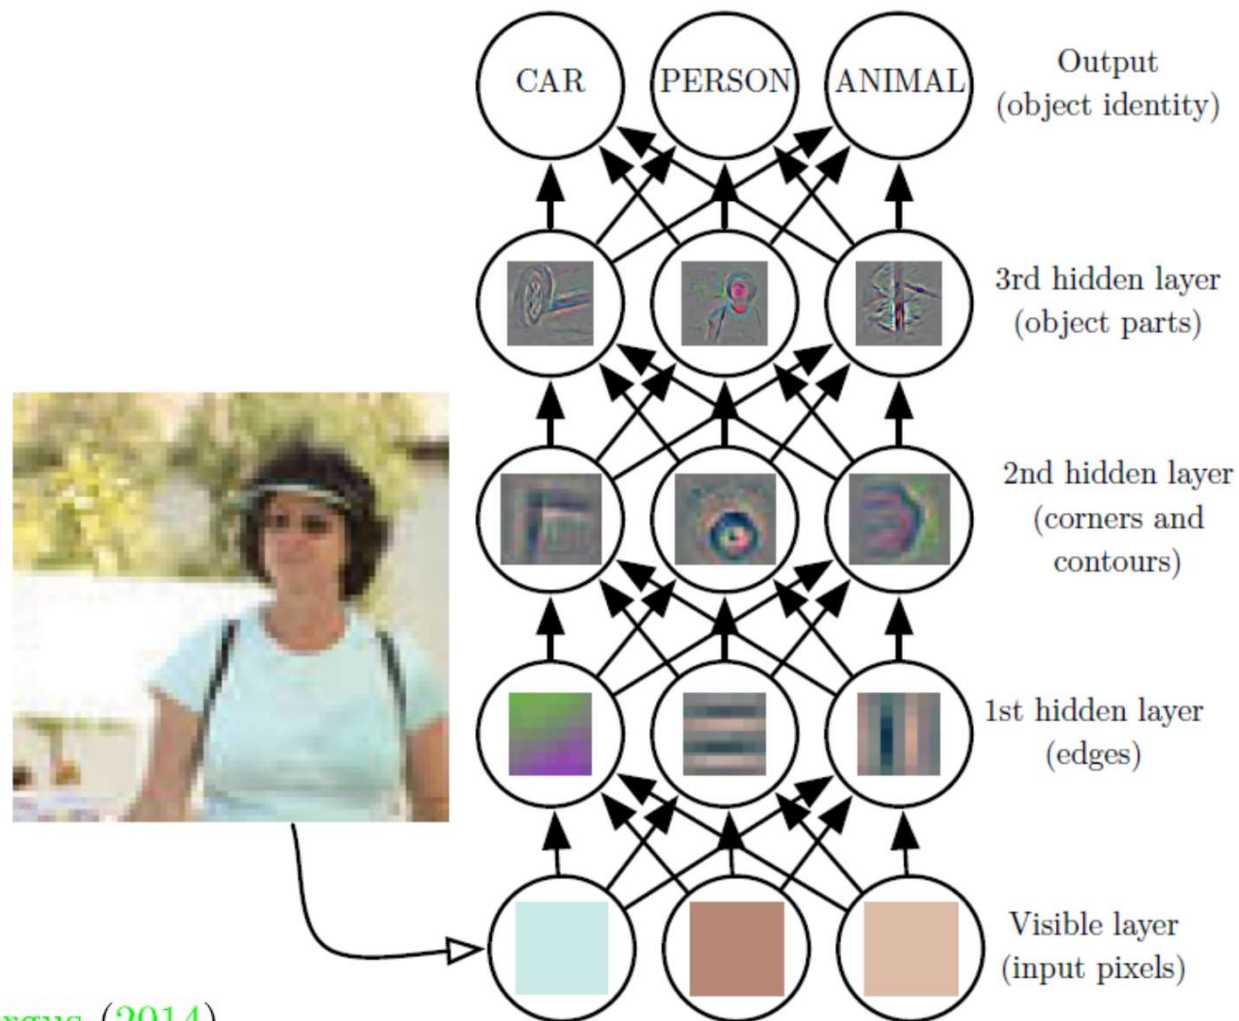 CAR PERSON ANIMAL
Output
(object identity)
3rd hidden layer
(object parts)
2nd hidden layer
(corners and
contours)
1st hidden layer
(edges)
Visible layer
(input pixels)
(2014)